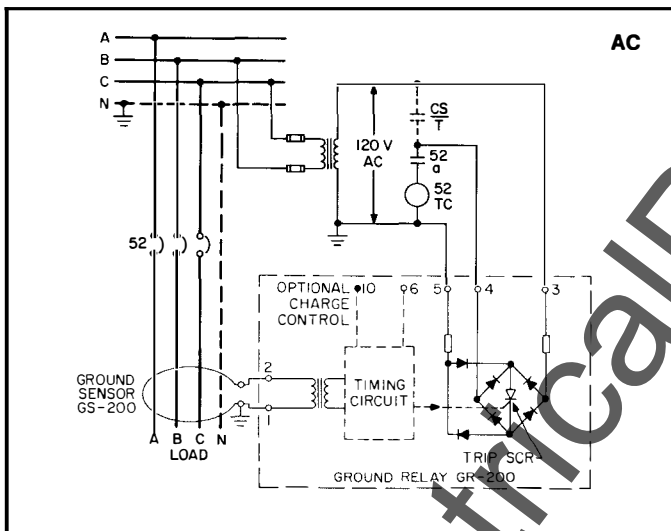 AC
A
B
C
N
CS
T
120 V
AC
52
a
52
TC
52
OPTIONAL
CHARGE
CONTROL
10
6
5
4
3
GROUND
SENSOR
GS-200
2
1
TIMING
CIRCUIT
A B C N
LOAD
TRIP SCR
GROUND RELAY GR-200